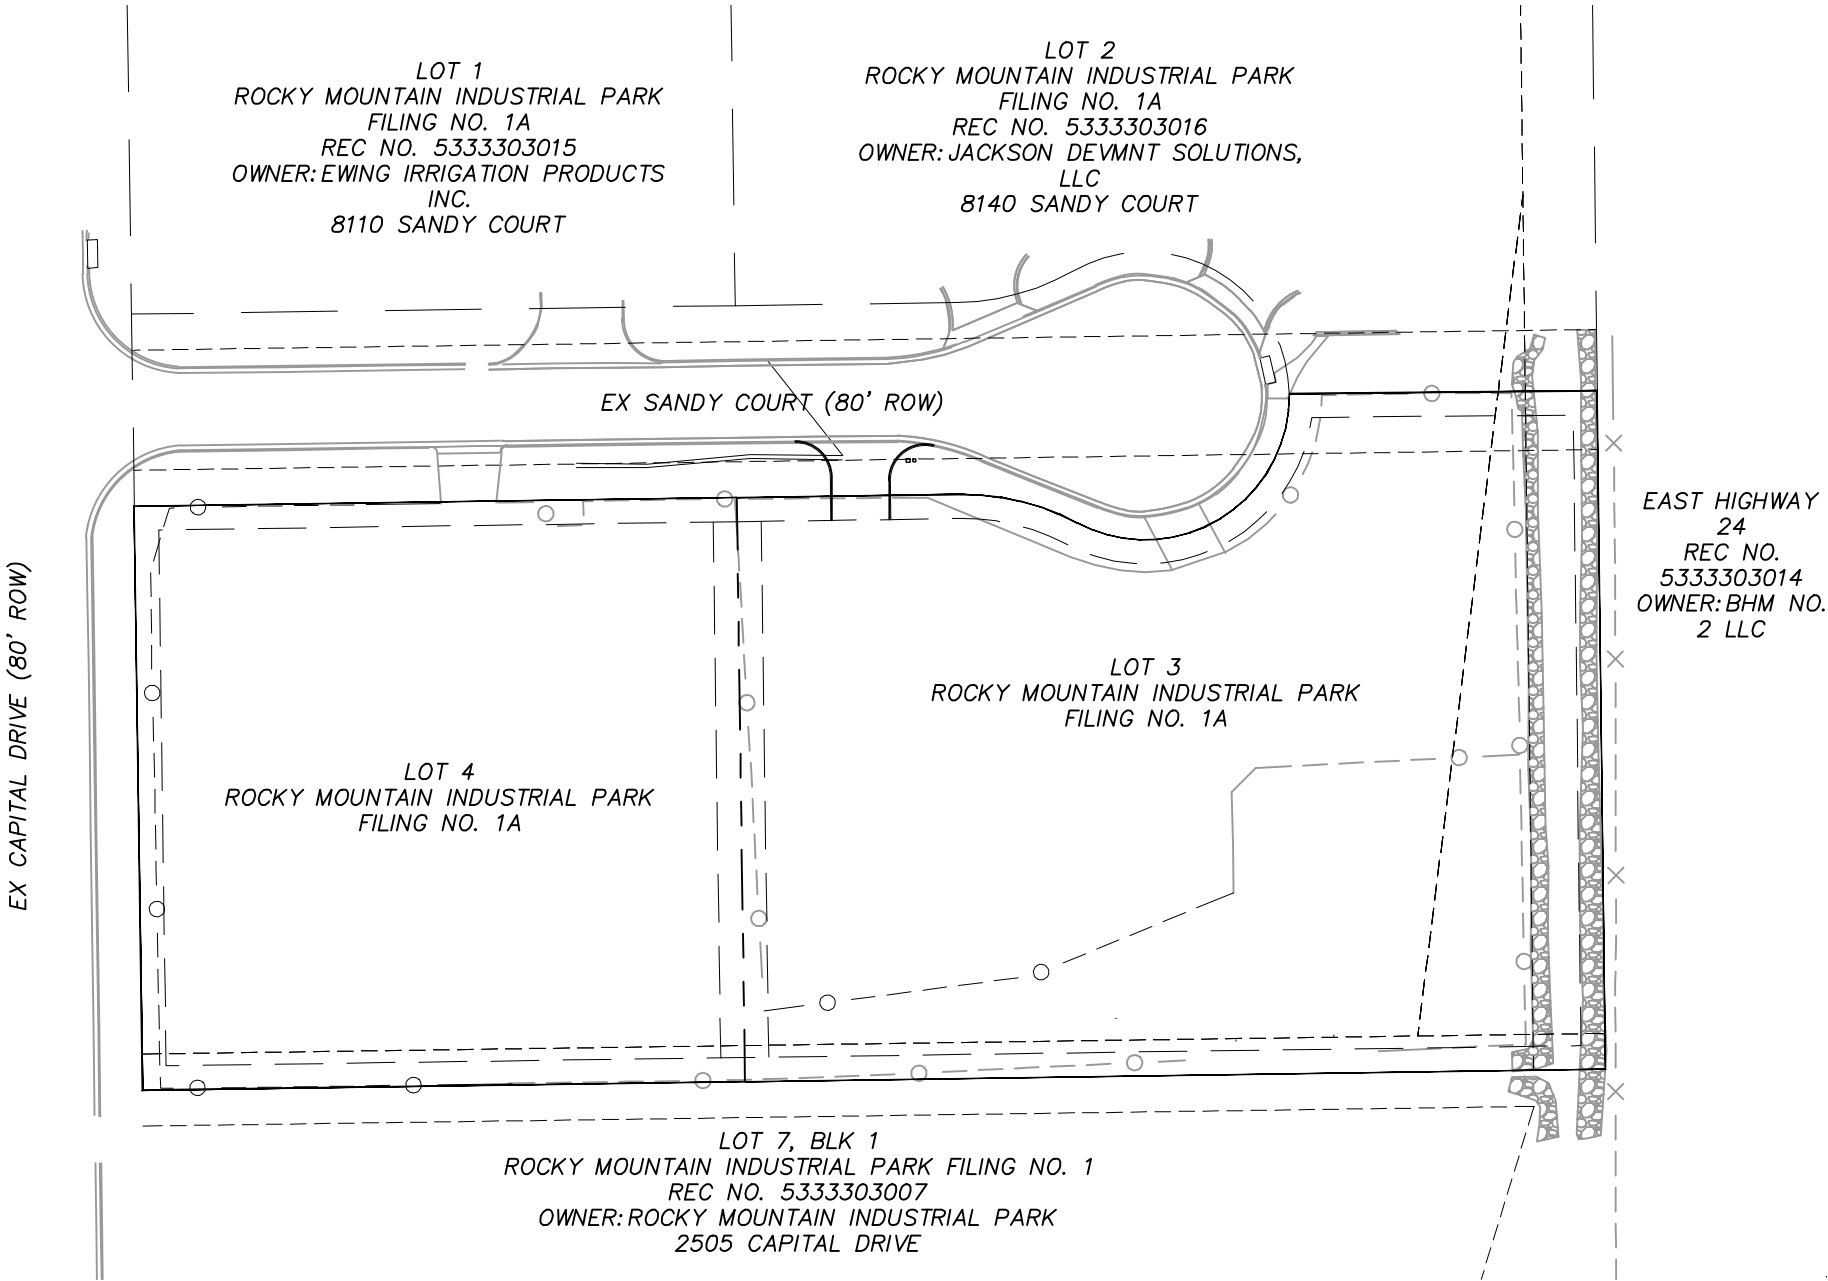 LOT 1
ROCKY MOUNTAIN INDUSTRIAL PARK
FILING NO. 1A
REC NO. 5333303015
OWNER: EWING IRRIGATION PRODUCTS
INC.
8110 SANDY COURT
LOT 2
ROCKY MOUNTAIN INDUSTRIAL PARK
FILING NO. 1A
REC NO. 5333303016
OWNER: JACKSON DEVMNT SOLUTIONS,
LLC
8140 SANDY COURT
EX SANDY COURT (80' ROW)
EAST HIGHWAY
24
REC NO.
5333303014
OWNER: BHM NO.
2 LLC
EX CAPITAL DRIVE (80' ROW)
LOT 3
ROCKY MOUNTAIN INDUSTRIAL PARK
FILING NO. 1A
LOT 4
ROCKY MOUNTAIN INDUSTRIAL PARK
FILING NO. 1A
LOT 7, BLK 1
ROCKY MOUNTAIN INDUSTRIAL PARK FILING NO. 1
REC NO. 5333303007
OWNER: ROCKY MOUNTAIN INDUSTRIAL PARK
2505 CAPITAL DRIVE